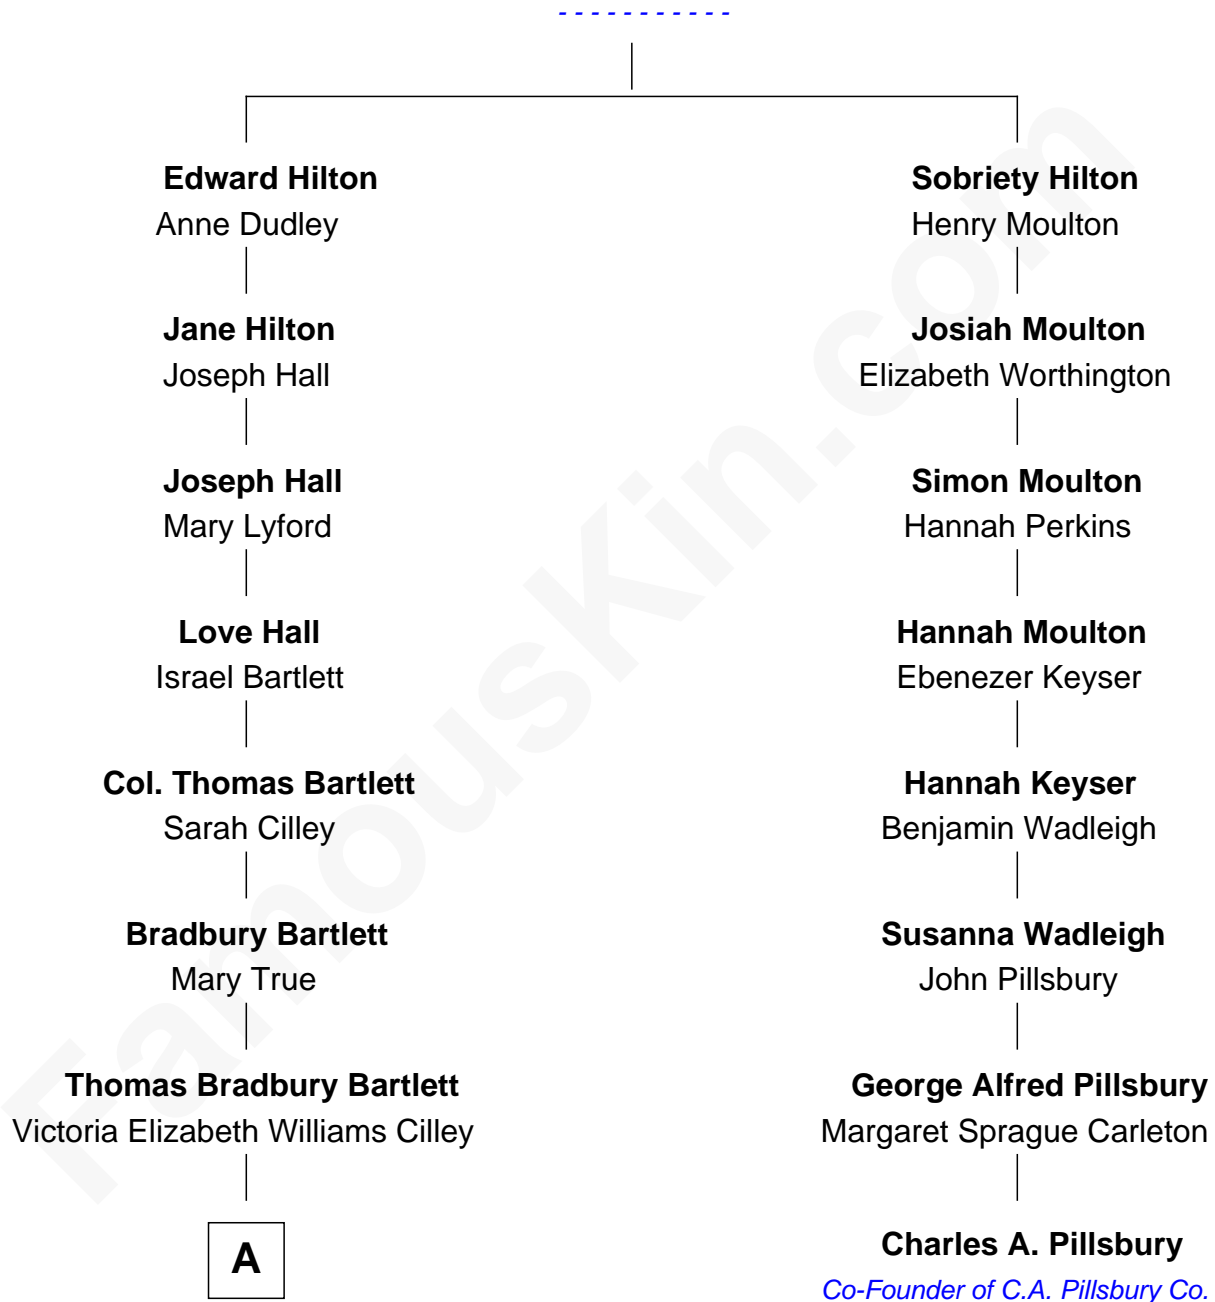 - - - - - - - - - - -
Edward Hilton
Anne Dudley
Sobriety Hilton
Henry Moulton
Jane Hilton
Joseph Hall
Josiah Moulton
Elizabeth Worthington
Joseph Hall
Mary Lyford
Simon Moulton
Hannah Perkins
Love Hall
Israel Bartlett
Hannah Moulton
Ebenezer Keyser
Col. Thomas Bartlett
Sarah Cilley
Hannah Keyser
Benjamin Wadleigh
Bradbury Bartlett
Mary True
Susanna Wadleigh
John Pillsbury
Thomas Bradbury Bartlett
Victoria Elizabeth Williams Cilley
George Alfred Pillsbury
Margaret Sprague Carleton
A
Charles A. Pillsbury
Co-Founder of C.A. Pillsbury Co.
FamousKin.com